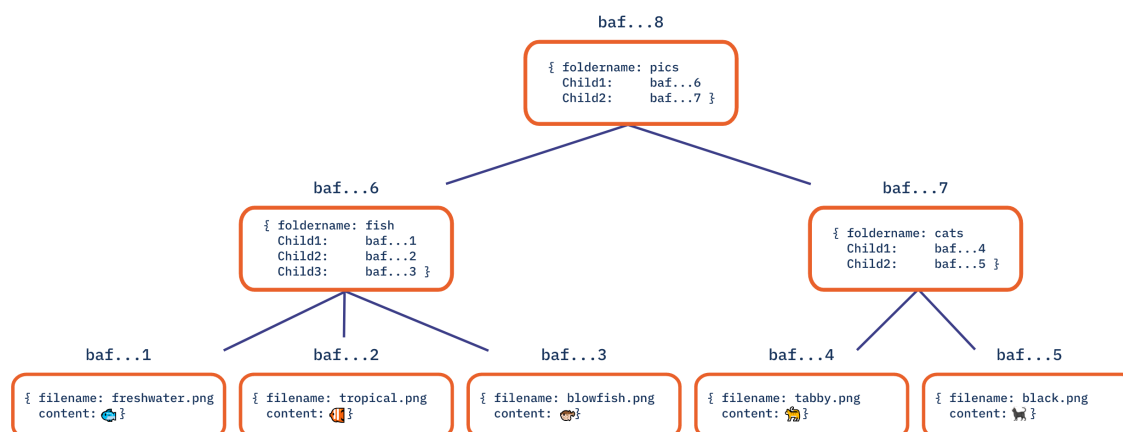 baf...8
{ foldername: pics
Child1: baf...6
Child2: baf...7 }
baf...6
{ foldername: fish
Child1: baf...1
Child2: baf...2
Child3: baf...3 }
baf...7
{ foldername: cats
Child1: baf...4
Child2: baf...5 }
baf...1
{ filename: freshwater.png
content: 🐟 }
baf...2
{ filename: tropical.png
content: 🐠 }
baf...3
{ filename: blowfish.png
content: 🐡 }
baf...4
{ filename: tabby.png
content: 🐈 }
baf...5
{ filename: black.png
content: 🐈‍⬛ }